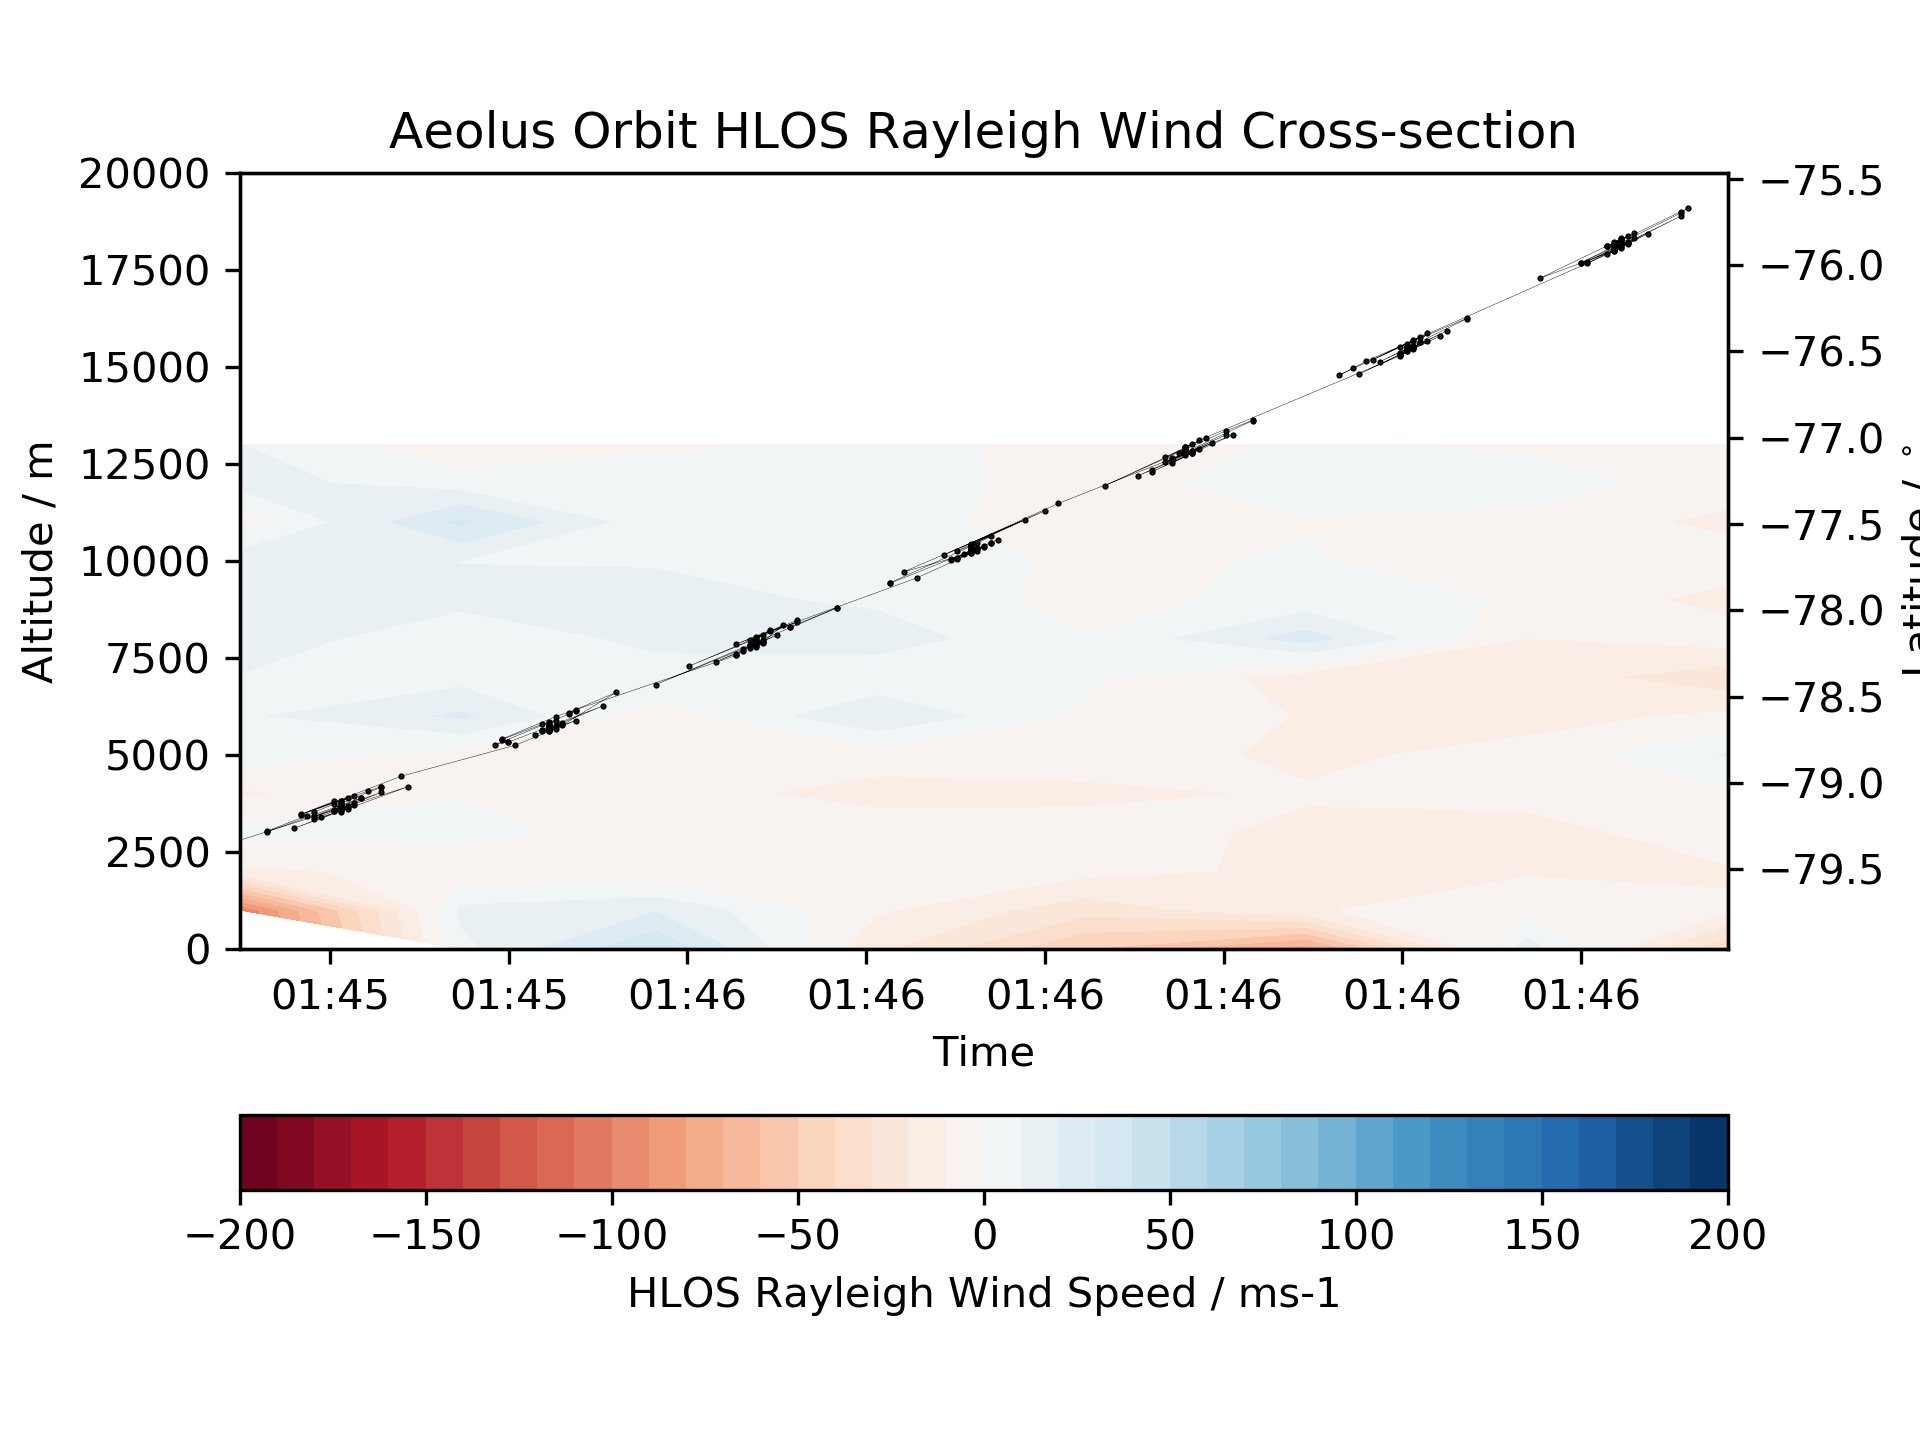 Aeolus Orbit HLOS Rayleigh Wind Cross-section
20000
17500
15000
12500
10000
7500
5000
2500
0
Altitude / m
−75.5
−76.0
−76.5
−77.0
−77.5
−78.0
−78.5
−79.0
−79.5
Latitude / °
01:45 01:45 01:46 01:46 01:46 01:46 01:46 01:46
Time
−200 −150 −100 −50 0 50 100 150 200
HLOS Rayleigh Wind Speed / ms-1